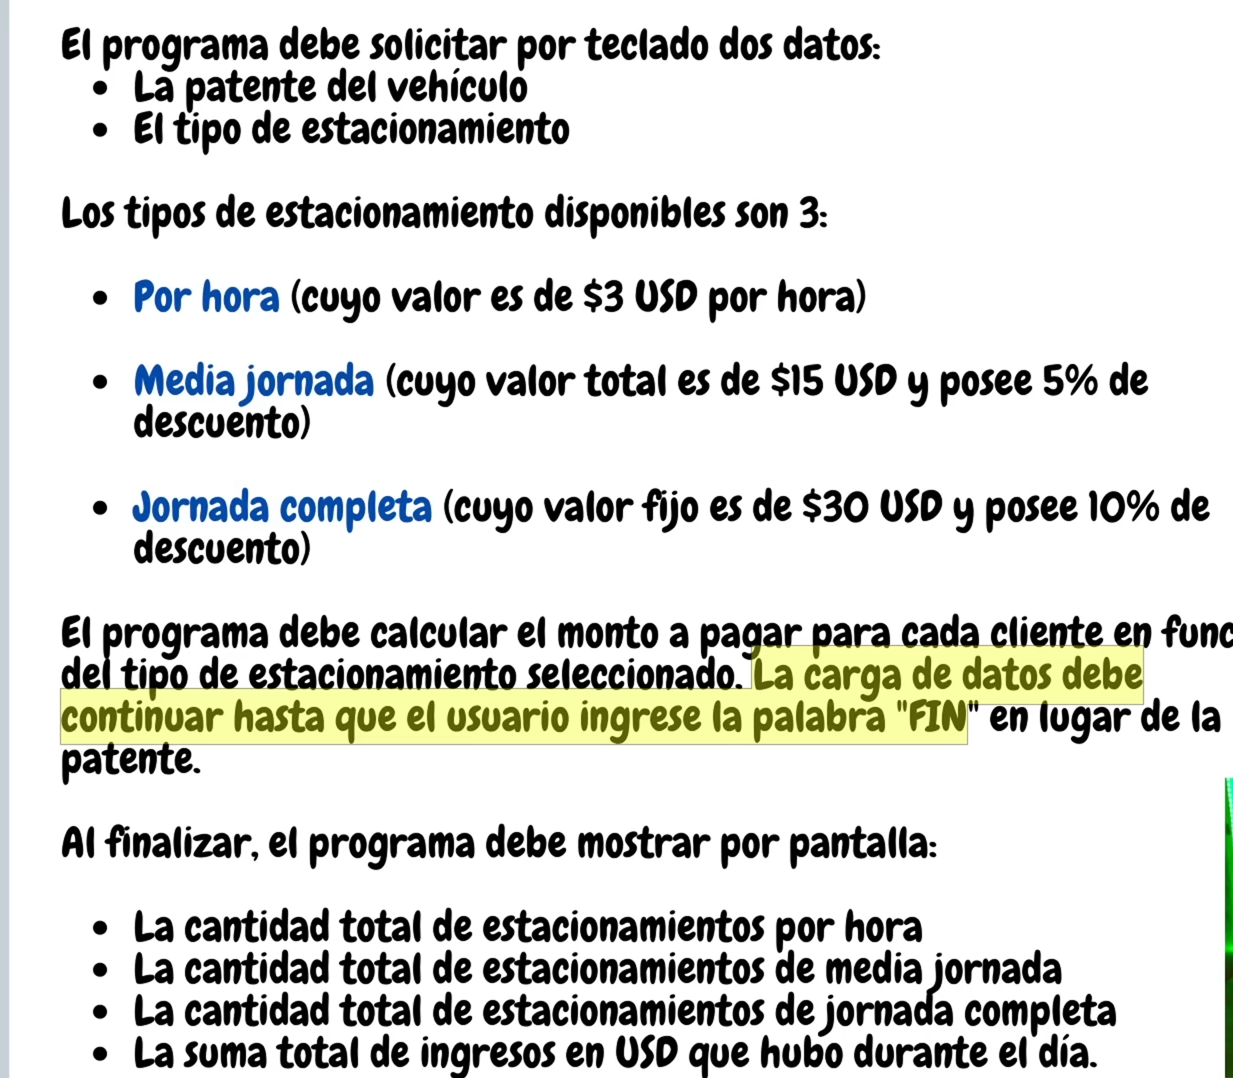 El programa debe solicitar por teclado dos datos:
• La patente del vehículo
• El tipo de estacionamiento
Los tipos de estacionamiento disponibles son 3:
• Por hora (cuyo valor es de $3 USD por hora)
• Media jornada (cuyo valor total es de $15 USD y posee 5% de
descuento)
• Jornada completa (cuyo valor fijo es de $30 USD y posee 10% de
descuento)
El programa debe calcular el monto a pagar para cada cliente en
del tipo de estacionamiento seleccionado. La carga de datos debe
continuar hasta que el usuario ingrese la palabra "FIN" en lugar de la
patente.
Al finalizar, el programa debe mostrar por pantalla:
• La cantidad total de estacionamientos por hora
• La cantidad total de estacionamientos de media jornada
• La cantidad total de estacionamientos de jornada completa
• La suma total de ingresos en USD que hubo durante el día.